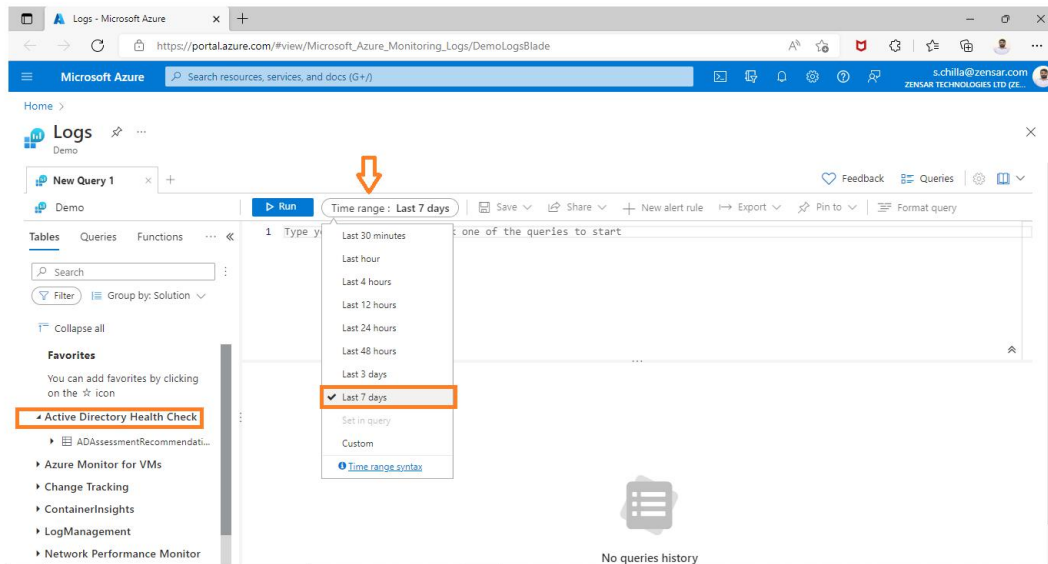 Logs - Microsoft Azure
https://portal.azure.com/#view/Microsoft_Azure_Monitoring_Logs/DemoLogsBlade
Microsoft Azure
Search resources, services, and docs (G+/)
s.chilla@zensar.com
ZENSAR TECHNOLOGIES LTD (ZE...
Home >
Logs
Demo
New Query 1
Feedback
Queries
Demo
Run
Time range : Last 7 days
Save
Share
New alert rule
Export
Pin to
Format query
Tables
Queries
Functions
1 Type y
one of the queries to start
Search
Filter
Group by: Solution
Collapse all
Favorites
You can add favorites by clicking
on the ☆ icon
Active Directory Health Check
ADAssessmentRecommendati...
Azure Monitor for VMs
Change Tracking
ContainerInsights
LogManagement
Network Performance Monitor
Last 30 minutes
Last hour
Last 4 hours
Last 12 hours
Last 24 hours
Last 48 hours
Last 3 days
Last 7 days
Set in query
Custom
Time range syntax
No queries history